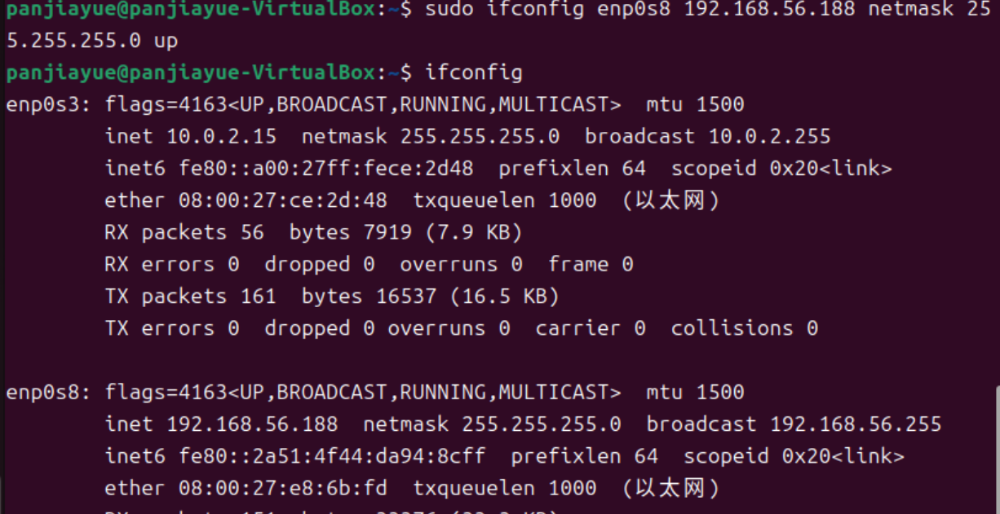 panjiayue@panjiayue-VirtualBox:~$ sudo ifconfig enp0s8 192.168.56.188 netmask 25
5.255.255.0 up
panjiayue@panjiayue-VirtualBox:~$ ifconfig
enp0s3: flags=4163<UP,BROADCAST,RUNNING,MULTICAST>  mtu 1500
        inet 10.0.2.15  netmask 255.255.255.0  broadcast 10.0.2.255
        inet6 fe80::a00:27ff:fece:2d48  prefixlen 64  scopeid 0x20<link>
        ether 08:00:27:ce:2d:48  txqueuelen 1000  (以太网)
        RX packets 56  bytes 7919 (7.9 KB)
        RX errors 0  dropped 0  overruns 0  frame 0
        TX packets 161  bytes 16537 (16.5 KB)
        TX errors 0  dropped 0 overruns 0  carrier 0  collisions 0

enp0s8: flags=4163<UP,BROADCAST,RUNNING,MULTICAST>  mtu 1500
        inet 192.168.56.188  netmask 255.255.255.0  broadcast 192.168.56.255
        inet6 fe80::2a51:4f44:da94:8cff  prefixlen 64  scopeid 0x20<link>
        ether 08:00:27:e8:6b:fd  txqueuelen 1000  (以太网)